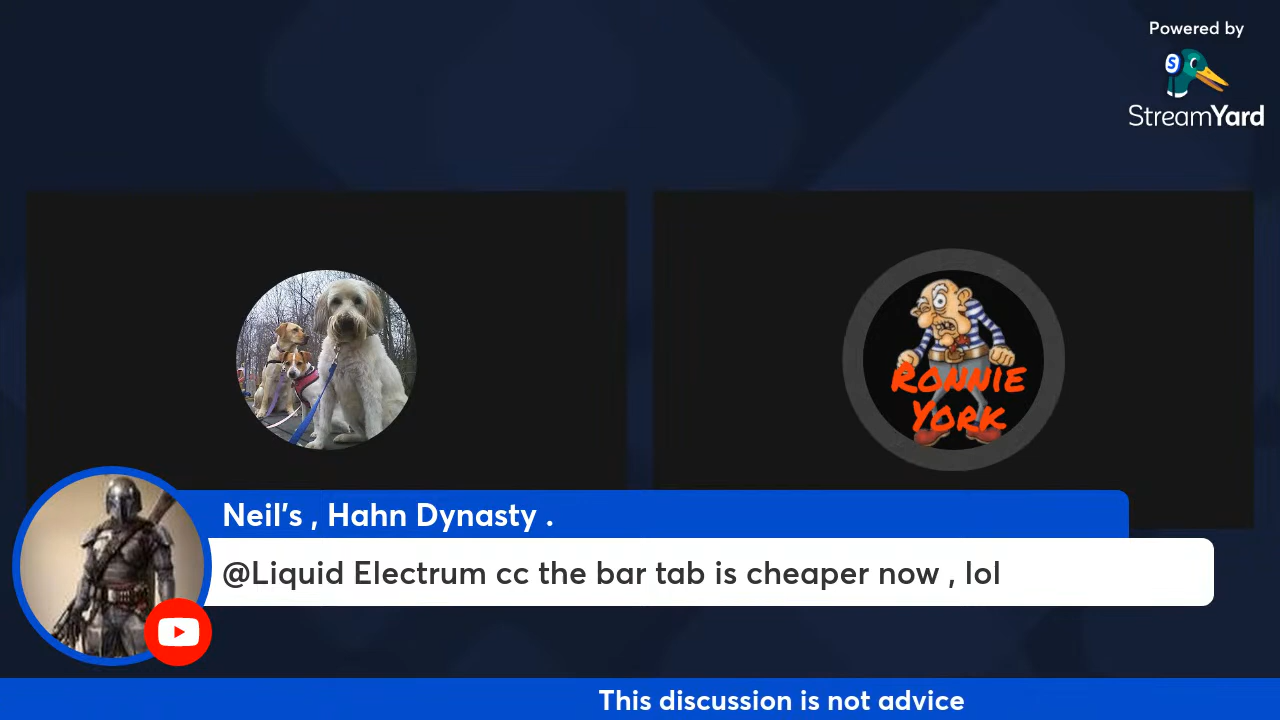 Powered by
S
StreamYard
RONNIE
YORK
Neil's , Hahn Dynasty .
@Liquid Electrum cc the bar tab is cheaper now , lol
This discussion is not advice